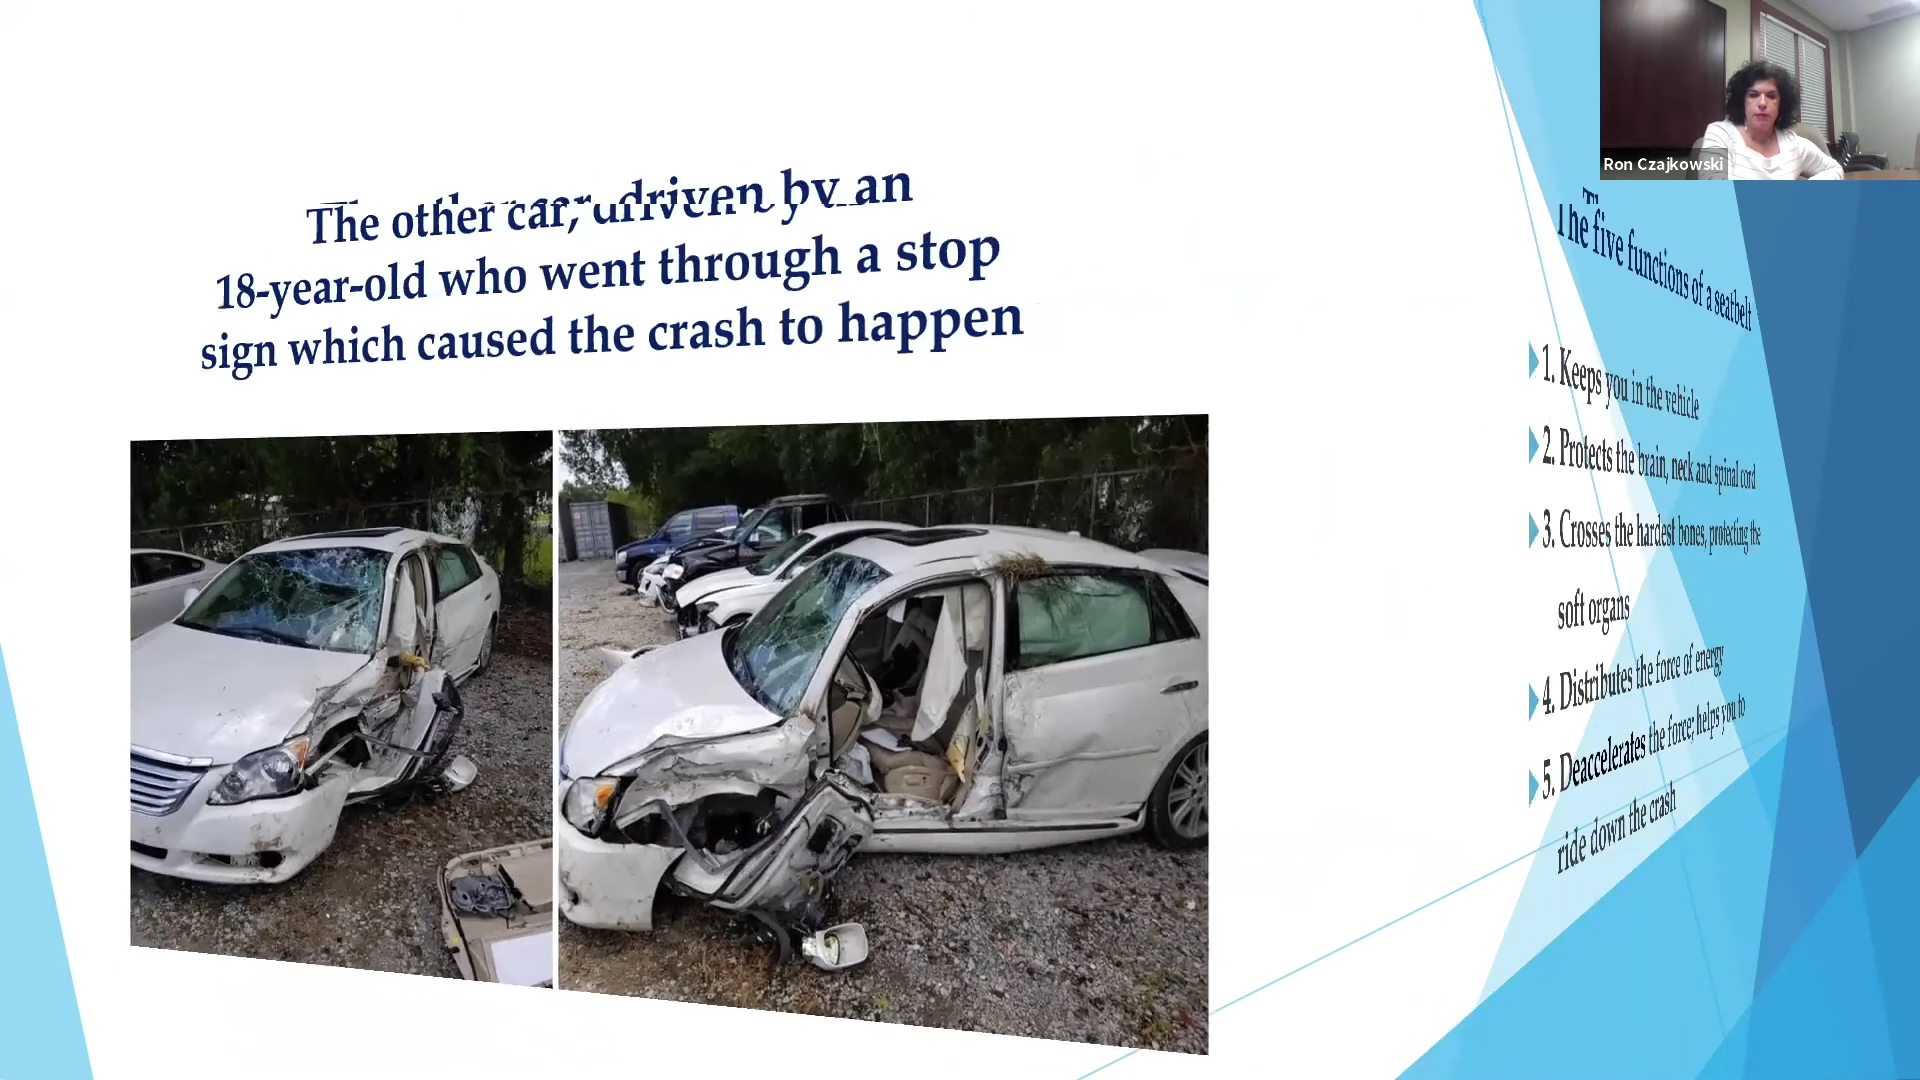 The other car, driven by an
18-year-old who went through a stop
sign which caused the crash to happen
Ron Czajkowski
The five functions of a seatbelt
1. Keeps you in the vehicle
2. Protects the brain, neck and spinal cord
3. Crosses the hardest bones, protecting the
soft organs
4. Distributes the force of energy
5. Deaccelerates the force; helps you to
ride down the crash